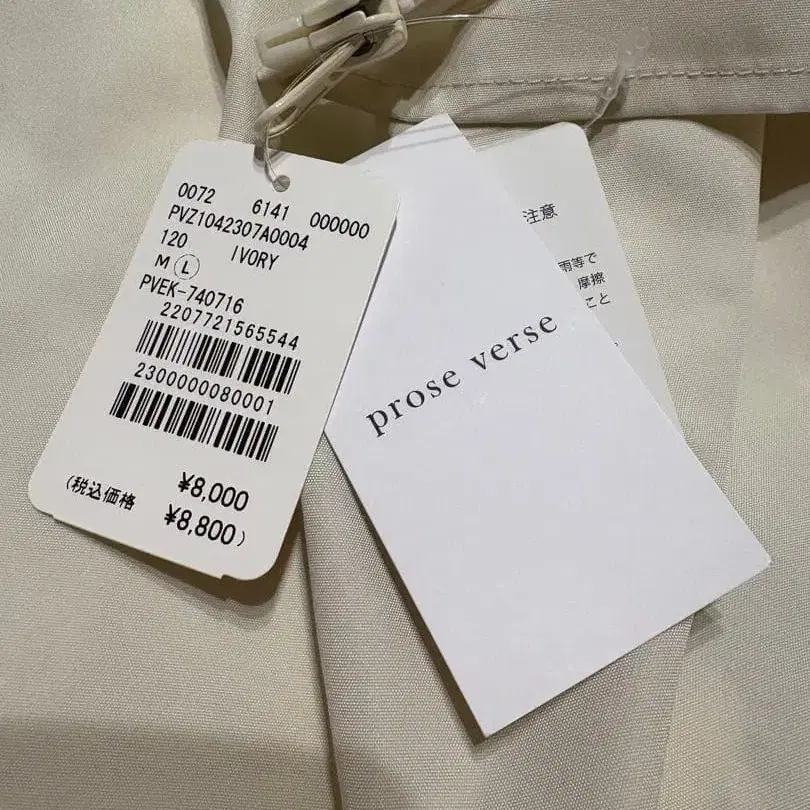 0072 6141 000000
PVZ1042307A0004
120 IVORY
M L
PVEK-740716
2207721565544
2300000080001
¥8,000
(税込価格 ¥8,800)
prose verse
注意
雨等で
摩擦
こと